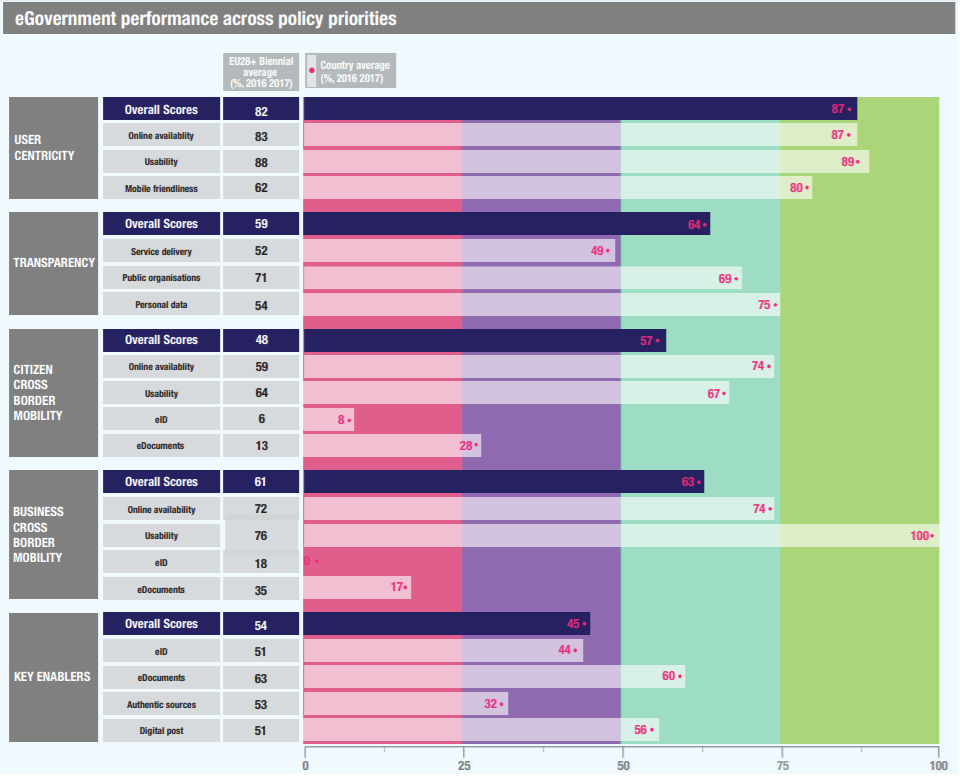 eGovernment performance across policy priorities
EU28+ Biennial
average
(%, 2016 2017)
Country average
(%, 2016 2017)
USER
CENTRICITY
Overall Scores 82 87
Online availablity 83 87
Usability 88 89
Mobile friendliness 62 80
TRANSPARENCY
Overall Scores 59 64
Service delivery 52 49
Public organisations 71 69
Personal data 54 75
CITIZEN
CROSS
BORDER
MOBILITY
Overall Scores 48 57
Online availablity 59 74
Usability 64 67
eID 6 8
eDocuments 13 28
BUSINESS
CROSS
BORDER
MOBILITY
Overall Scores 61 63
Online availability 72 74
Usability 76 100
eID 18 0
eDocuments 35 17
KEY ENABLERS
Overall Scores 54 45
eID 51 44
eDocuments 63 60
Authentic sources 53 32
Digital post 51 56
0 25 50 75 100